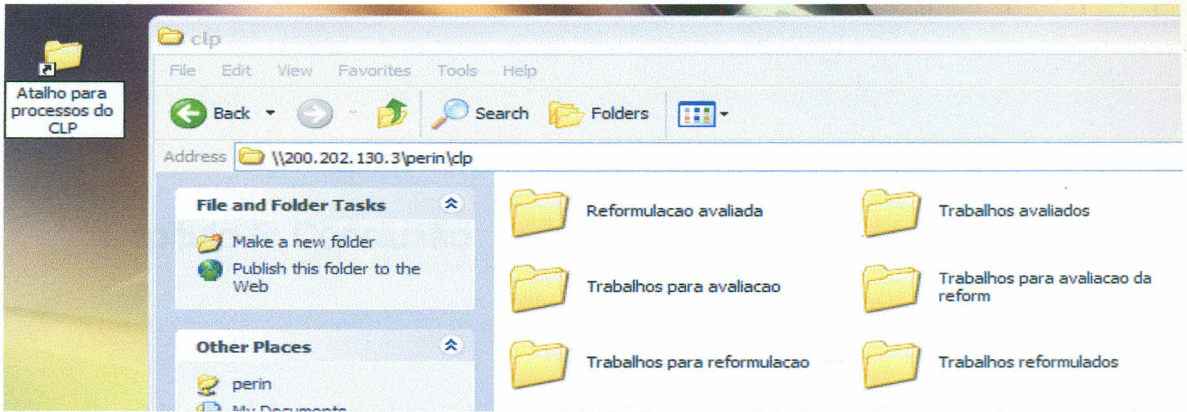 Atalho para
processos do
CLP
clp
File Edit View Favorites Tools Help
Back Search Folders
Address \\200.202.130.3\perin\clp
File and Folder Tasks
Make a new folder
Publish this folder to the
Web
Other Places
perin
My Documents
Reformulacao avaliada
Trabalhos avaliados
Trabalhos para avaliacao
Trabalhos para avaliacao da
reform
Trabalhos para reformulacao
Trabalhos reformulados